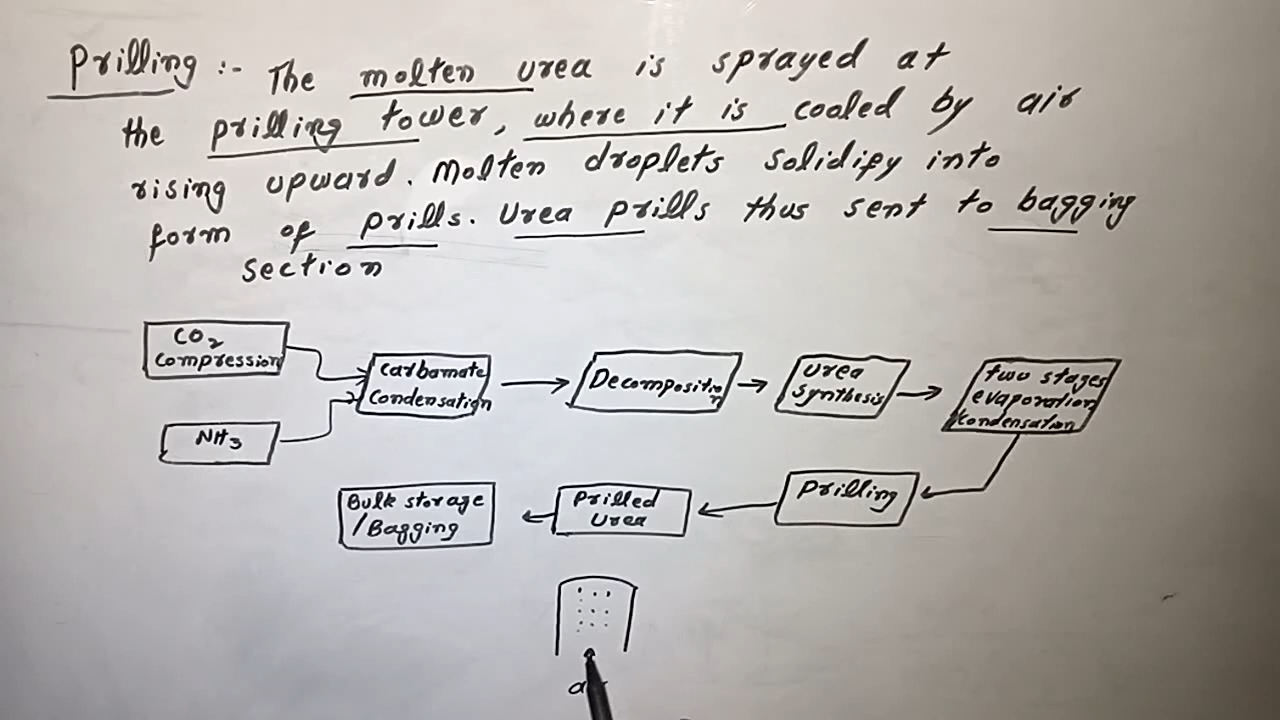 Prilling :- The molten urea is sprayed at
the prilling tower, where it is cooled by air
rising upward. Molten droplets solidify into
form of prills. Urea prills thus sent to bagging
section
CO2
compression
NH3
Carbamate
Condensation
Decomposition
Urea
Synthesis
two stages
evaporation
/condensation
Prilling
Prilled
Urea
Bulk storage
/Bagging